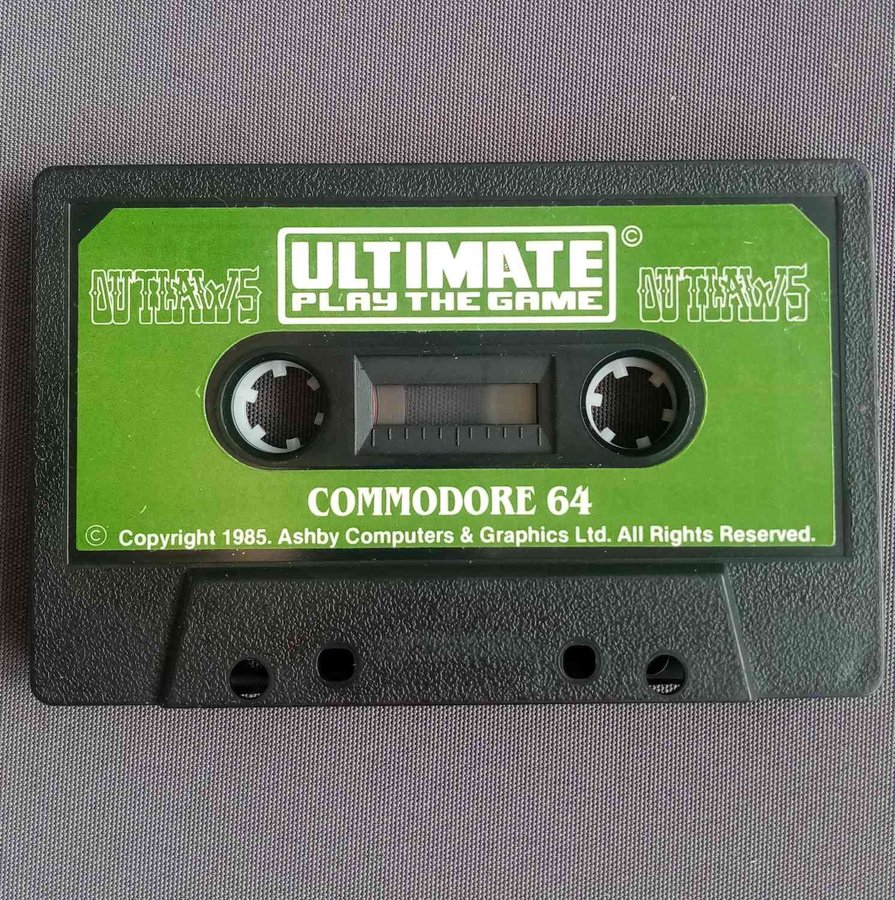 ULTIMATE ©
PLAY THE GAME
OUTLAWS OUTLAWS
COMMODORE 64
© Copyright 1985. Ashby Computers & Graphics Ltd. All Rights Reserved.